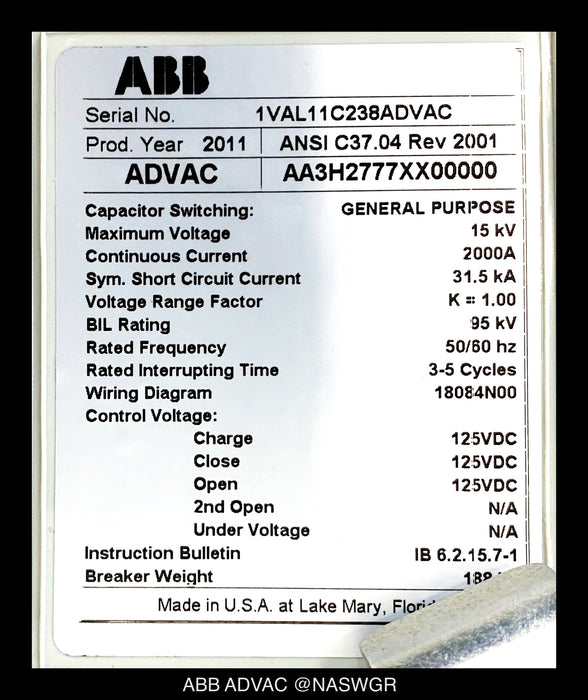 ABB
Serial No. 1VAL11C238ADVAC
Prod. Year 2011 ANSI C37.04 Rev 2001
ADVAC AA3H2777XX00000
Capacitor Switching: GENERAL PURPOSE
Maximum Voltage 15 kV
Continuous Current 2000A
Sym. Short Circuit Current 31.5 kA
Voltage Range Factor K = 1.00
BIL Rating 95 kV
Rated Frequency 50/60 hz
Rated Interrupting Time 3-5 Cycles
Wiring Diagram 18084N00
Control Voltage:
Charge 125VDC
Close 125VDC
Open 125VDC
2nd Open N/A
Under Voltage N/A
Instruction Bulletin IB 6.2.15.7-1
Breaker Weight
Made in U.S.A. at Lake Mary,
ABB ADVAC @NASWGR